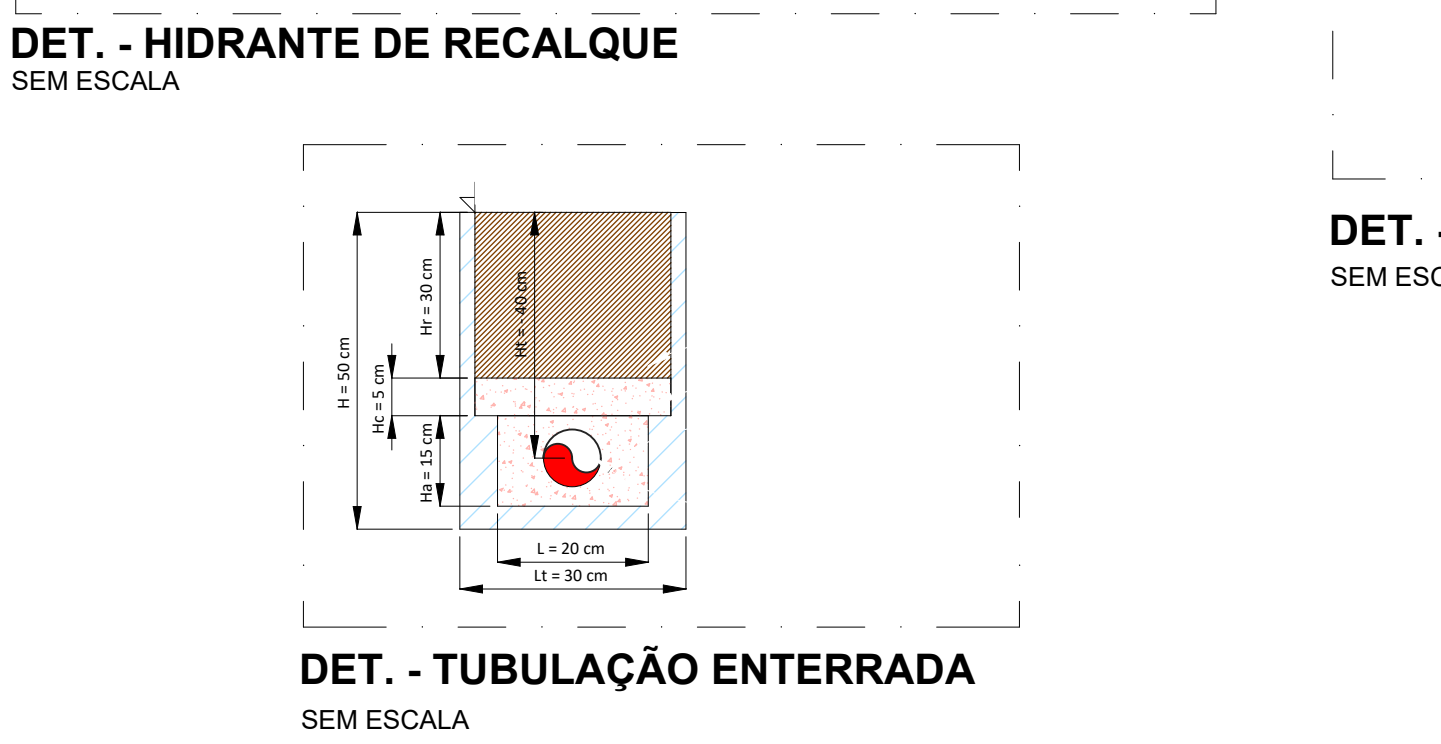 DET. - HIDRANTE DE RECALQUE
SEM ESCALA
H = 50 cm
Hc = 5 cm
Hr = 30 cm
Ha = 15 cm
Ht = - 40 cm
L = 20 cm
Lt = 30 cm
DET. - TUBULAÇÃO ENTERRADA
SEM ESCALA
DET. -
SEM ESC